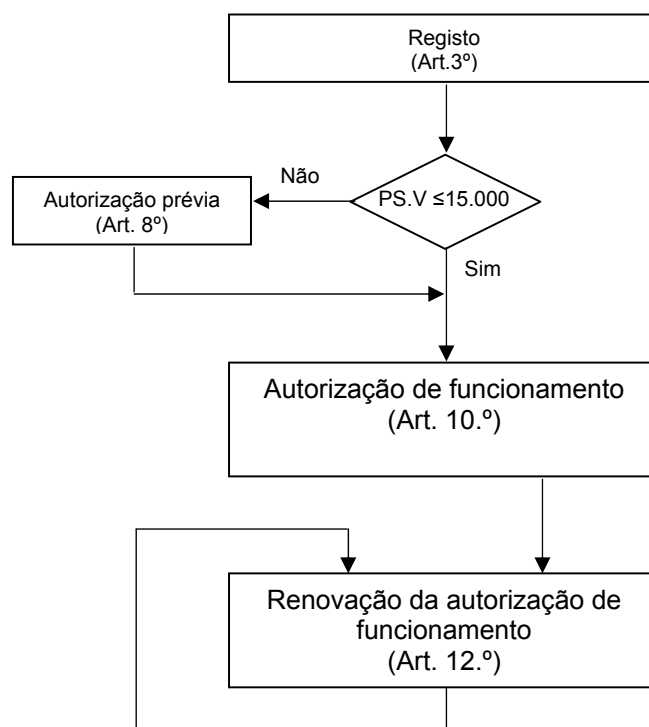 Registo
(Art.3º)
Não
PS.V ≤15.000
Autorização prévia
(Art. 8º)
Sim
Autorização de funcionamento
(Art. 10.º)
Renovação da autorização de
funcionamento
(Art. 12.º)